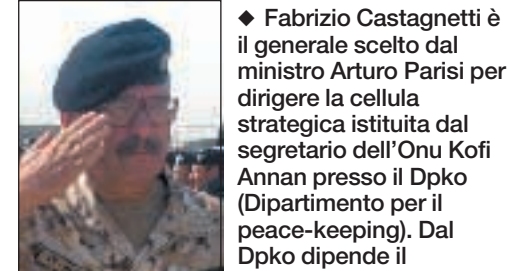 ◆ Fabrizio Castagnetti è
il generale scelto dal
ministro Arturo Parisi per
dirigere la cellula
strategica istituita dal
segretario dell'Onu Kofi
Annan presso il Dpko
(Dipartimento per il
peace-keeping). Dal
Dpko dipende il